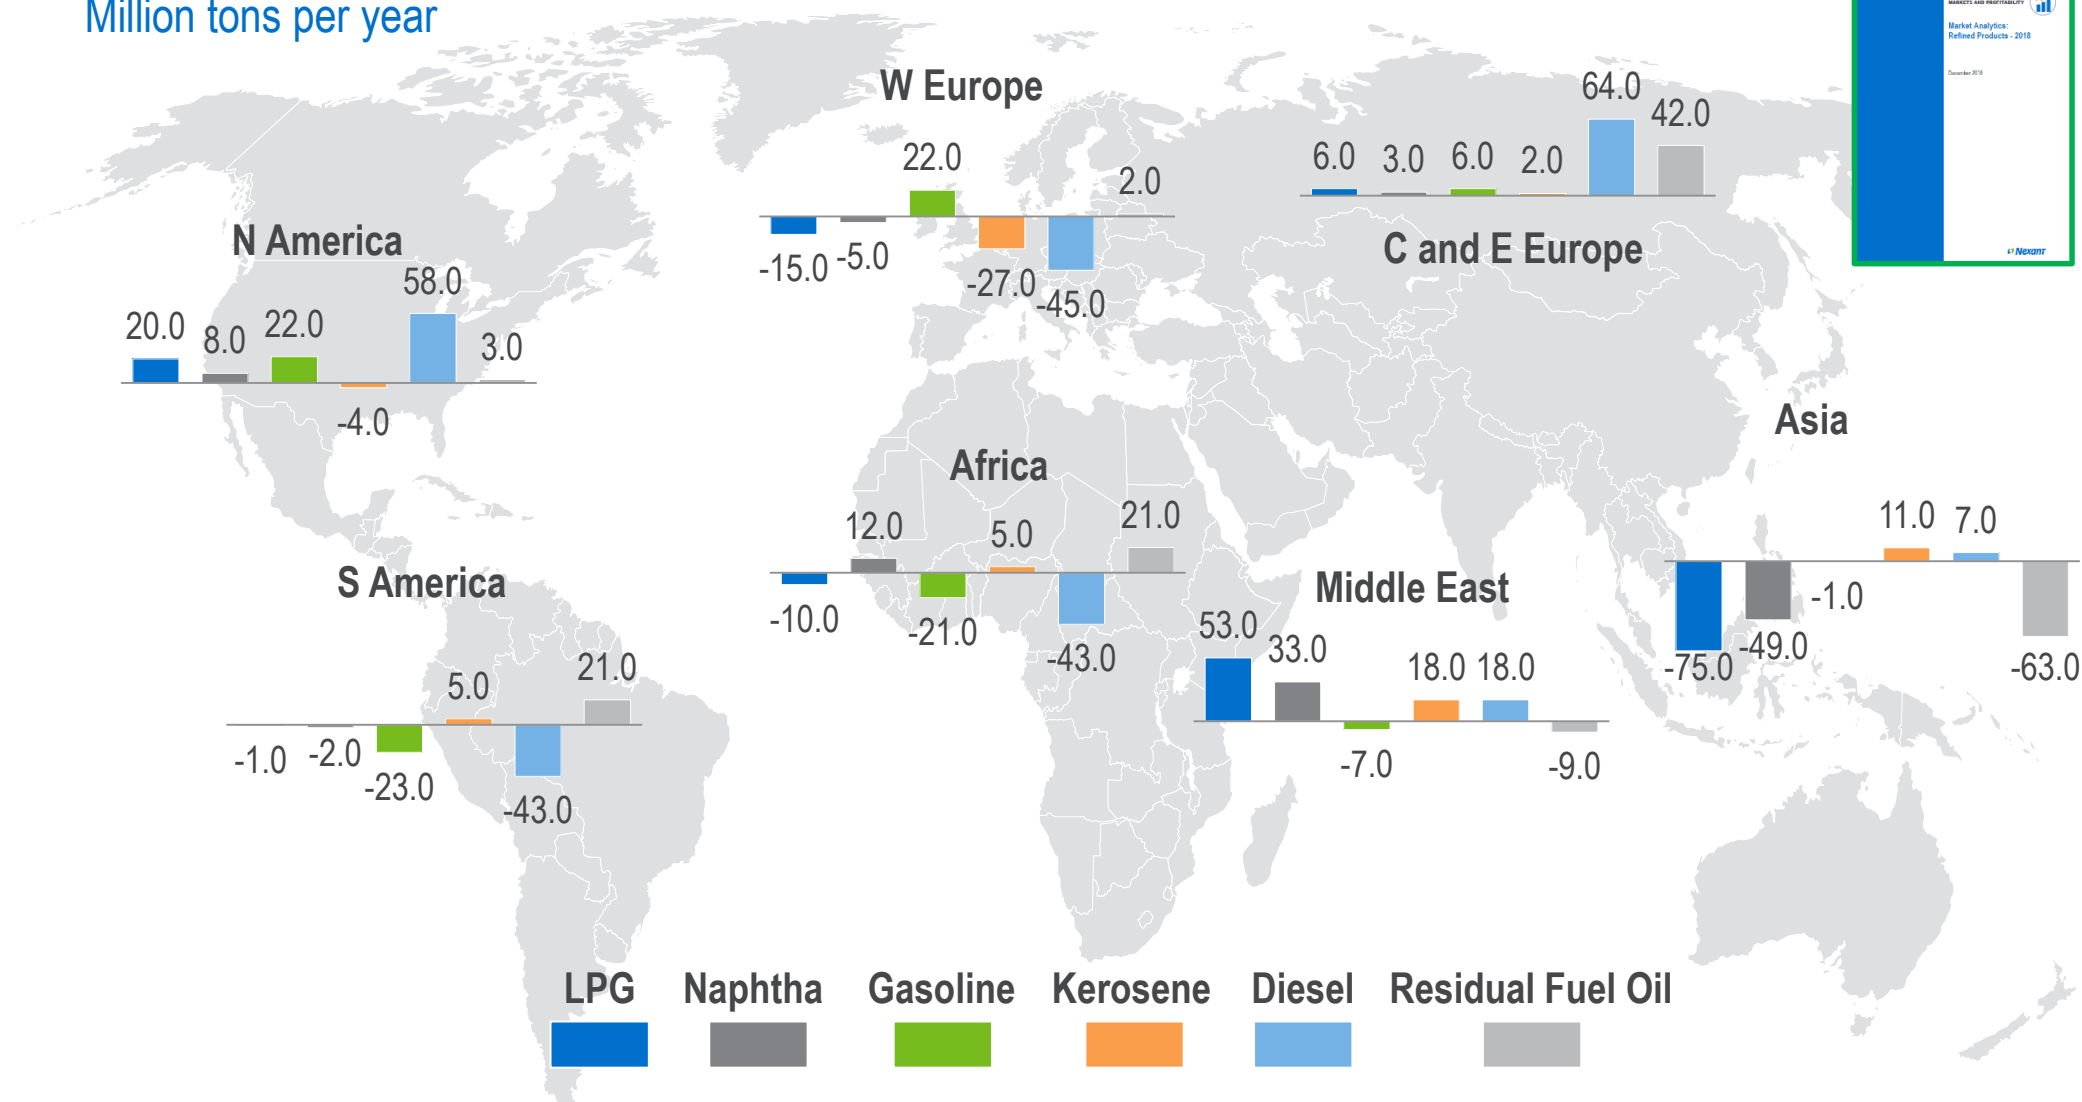 Million tons per year
MARKETS AND PROFITABILITY
Market Analytics:
Refined Products - 2018
December 2018
Nexant
W Europe
22.0
2.0
-15.0 -5.0
-27.0
-45.0
64.0
42.0
6.0 3.0 6.0 2.0
C and E Europe
N America
58.0
20.0 8.0 22.0
3.0
-4.0
Asia
11.0 7.0
-1.0
-75.0 -49.0
-63.0
Africa
12.0 5.0 21.0
-10.0 -21.0
-43.0
Middle East
53.0 33.0
18.0 18.0
-7.0 -9.0
S America
5.0 21.0
-1.0 -2.0
-23.0
-43.0
LPG Naphtha Gasoline Kerosene Diesel Residual Fuel Oil